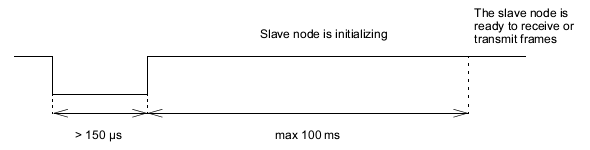 The slave node is
ready to receive or
transmit frames
Slave node is initializing
> 150 µs
max 100 ms